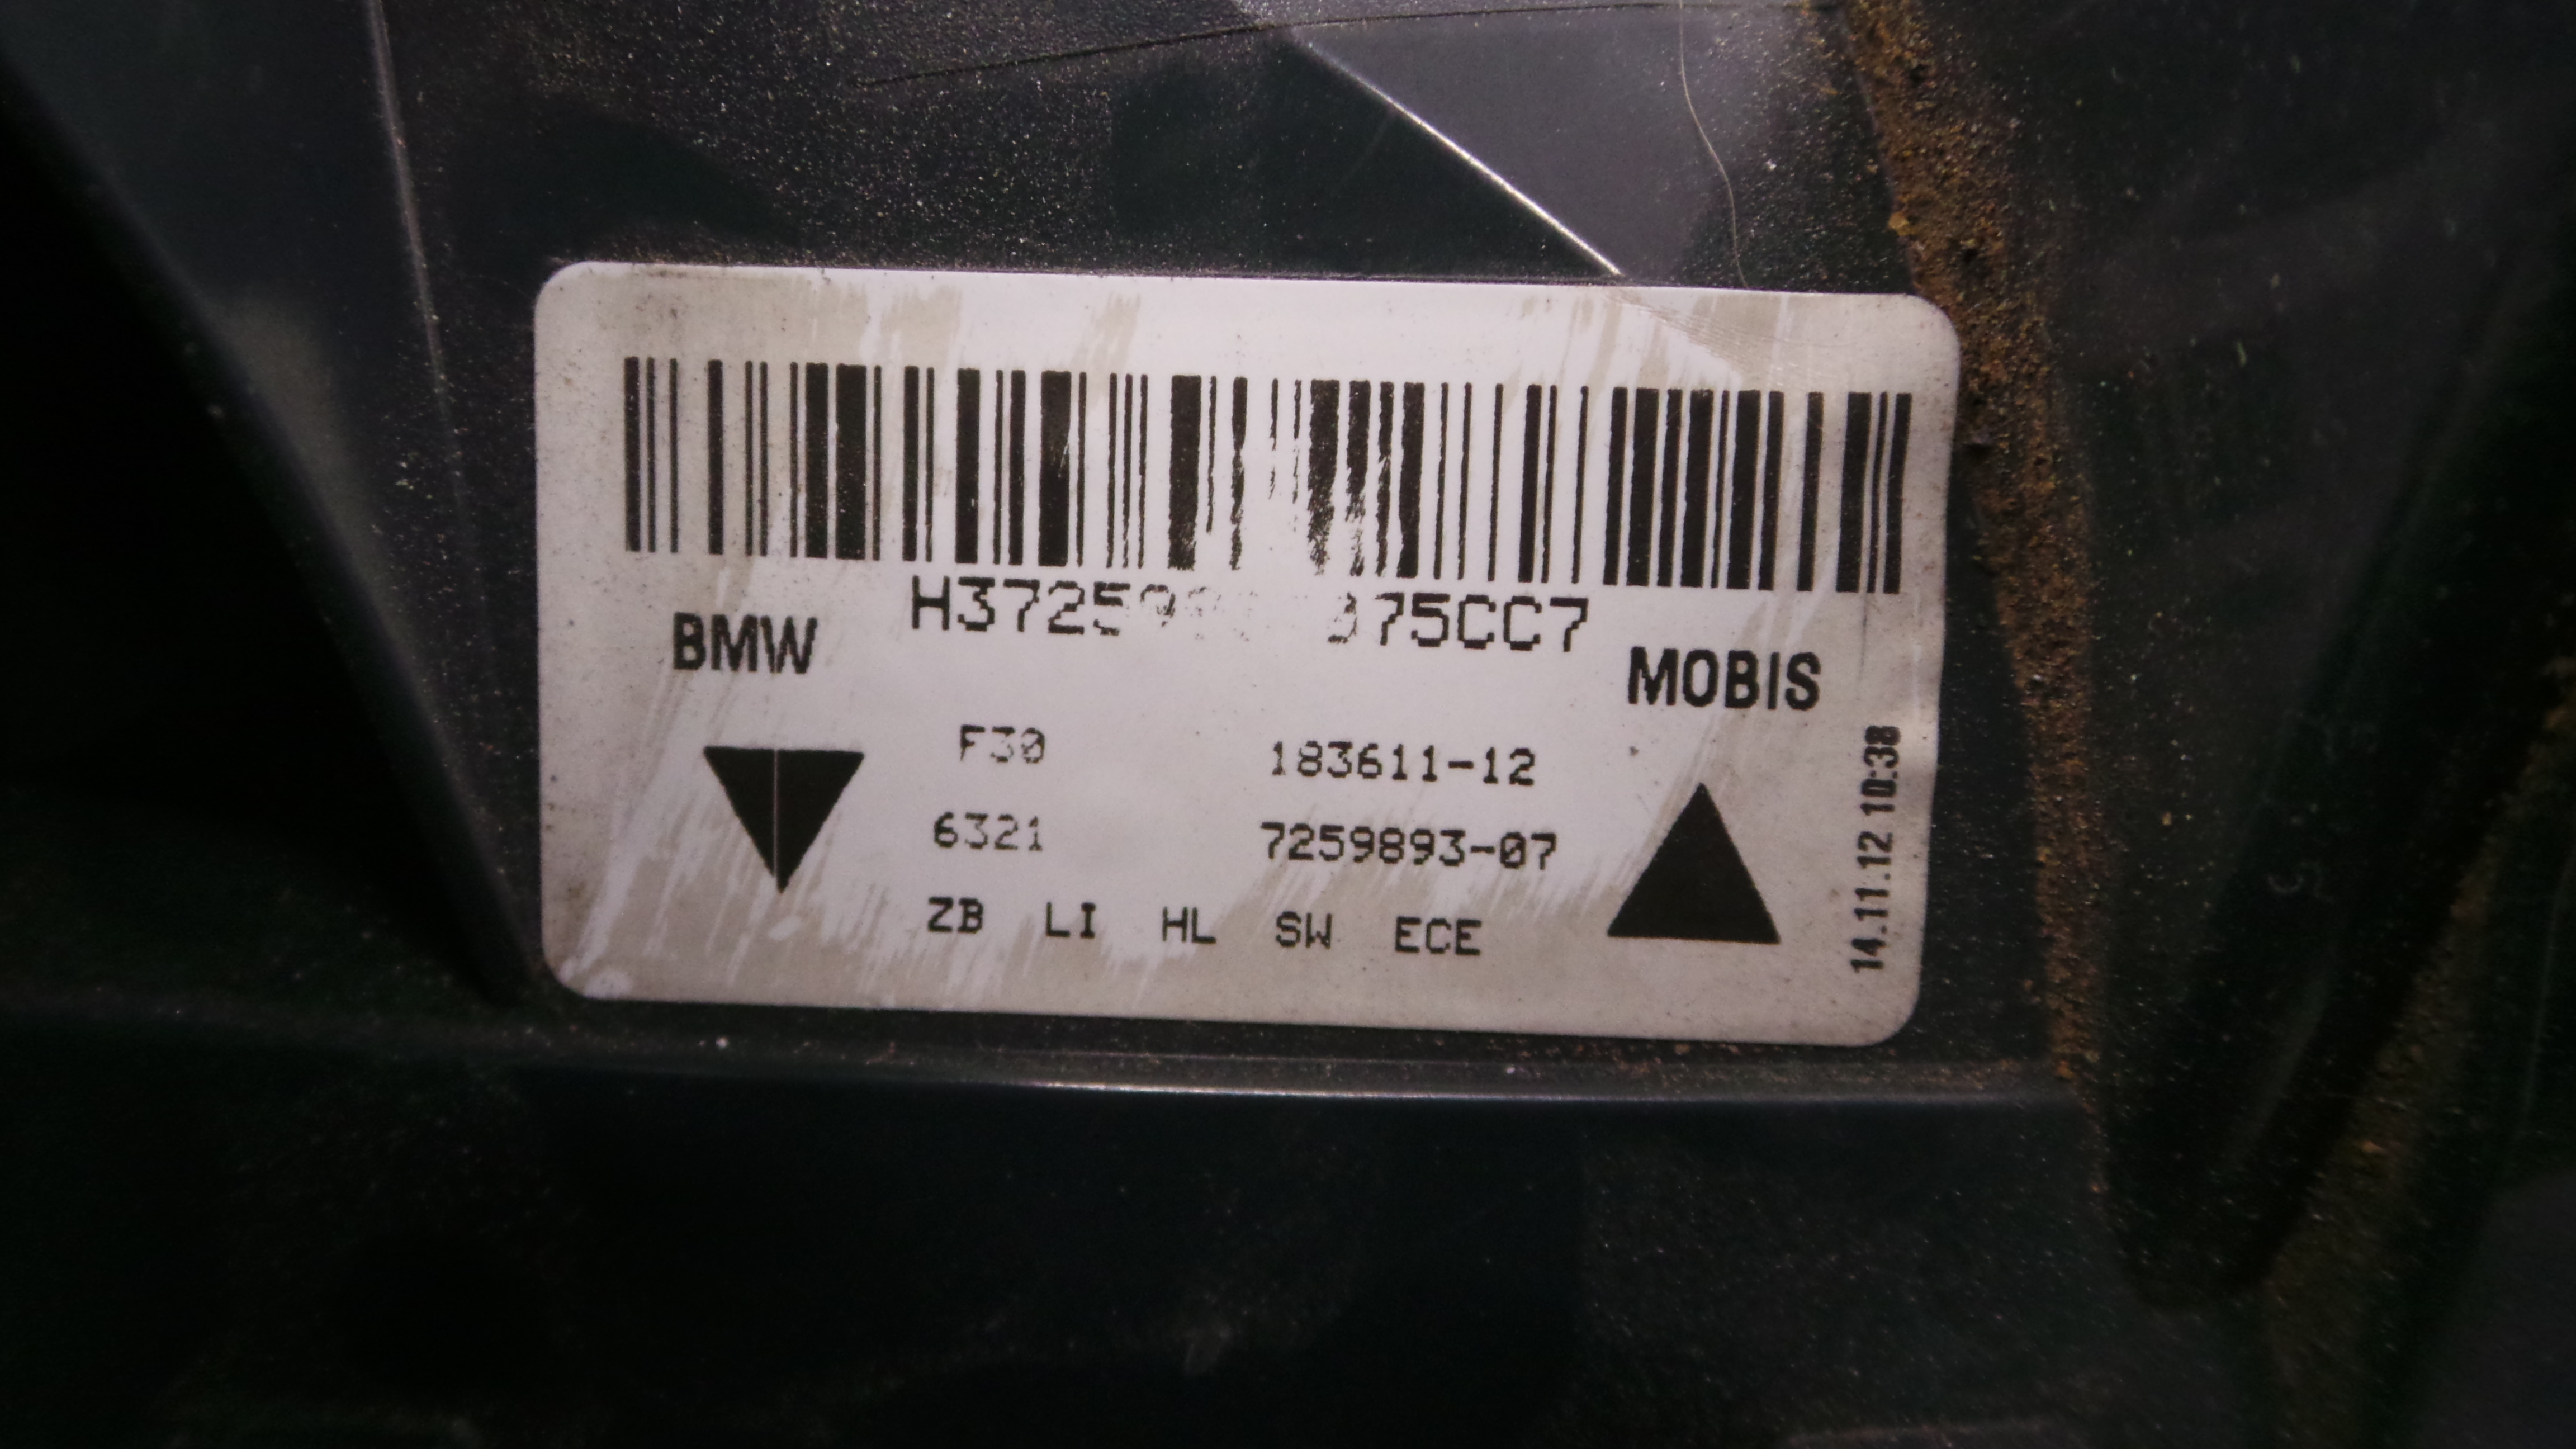 BMW
MOBIS
F30 183611-12
6321 7259893-07
ZB LI HL SW ECE
14.11.12 10:38